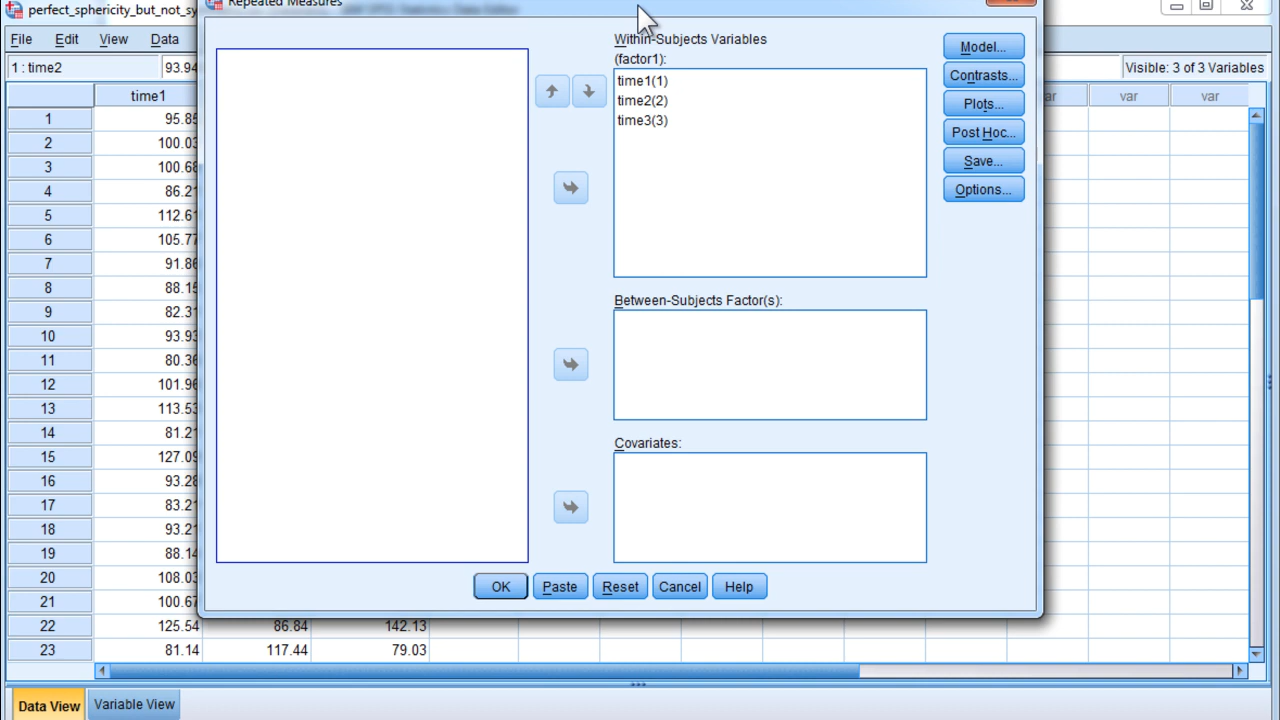 perfect_sphericity_but_not_sy
Statistics Data Editor
Repeated Measures
File Edit View Data
1 : time2 93.94 Visible: 3 of 3 Variables
time1 ar var var
1 95.85
2 100.03
3 100.68
4 86.21
5 112.61
6 105.77
7 91.86
8 88.15
9 82.31
10 93.93
11 80.36
12 101.96
13 113.53
14 81.21
15 127.09
16 93.28
17 83.21
18 93.21
19 88.14
20 108.03
21 100.67
22 125.54 86.84 142.13
23 81.14 117.44 79.03
Within-Subjects Variables
(factor1):
time1(1)
time2(2)
time3(3)
Between-Subjects Factor(s):
Covariates:
Model...
Contrasts...
Plots...
Post Hoc...
Save...
Options...
OK Paste Reset Cancel Help
Data View Variable View